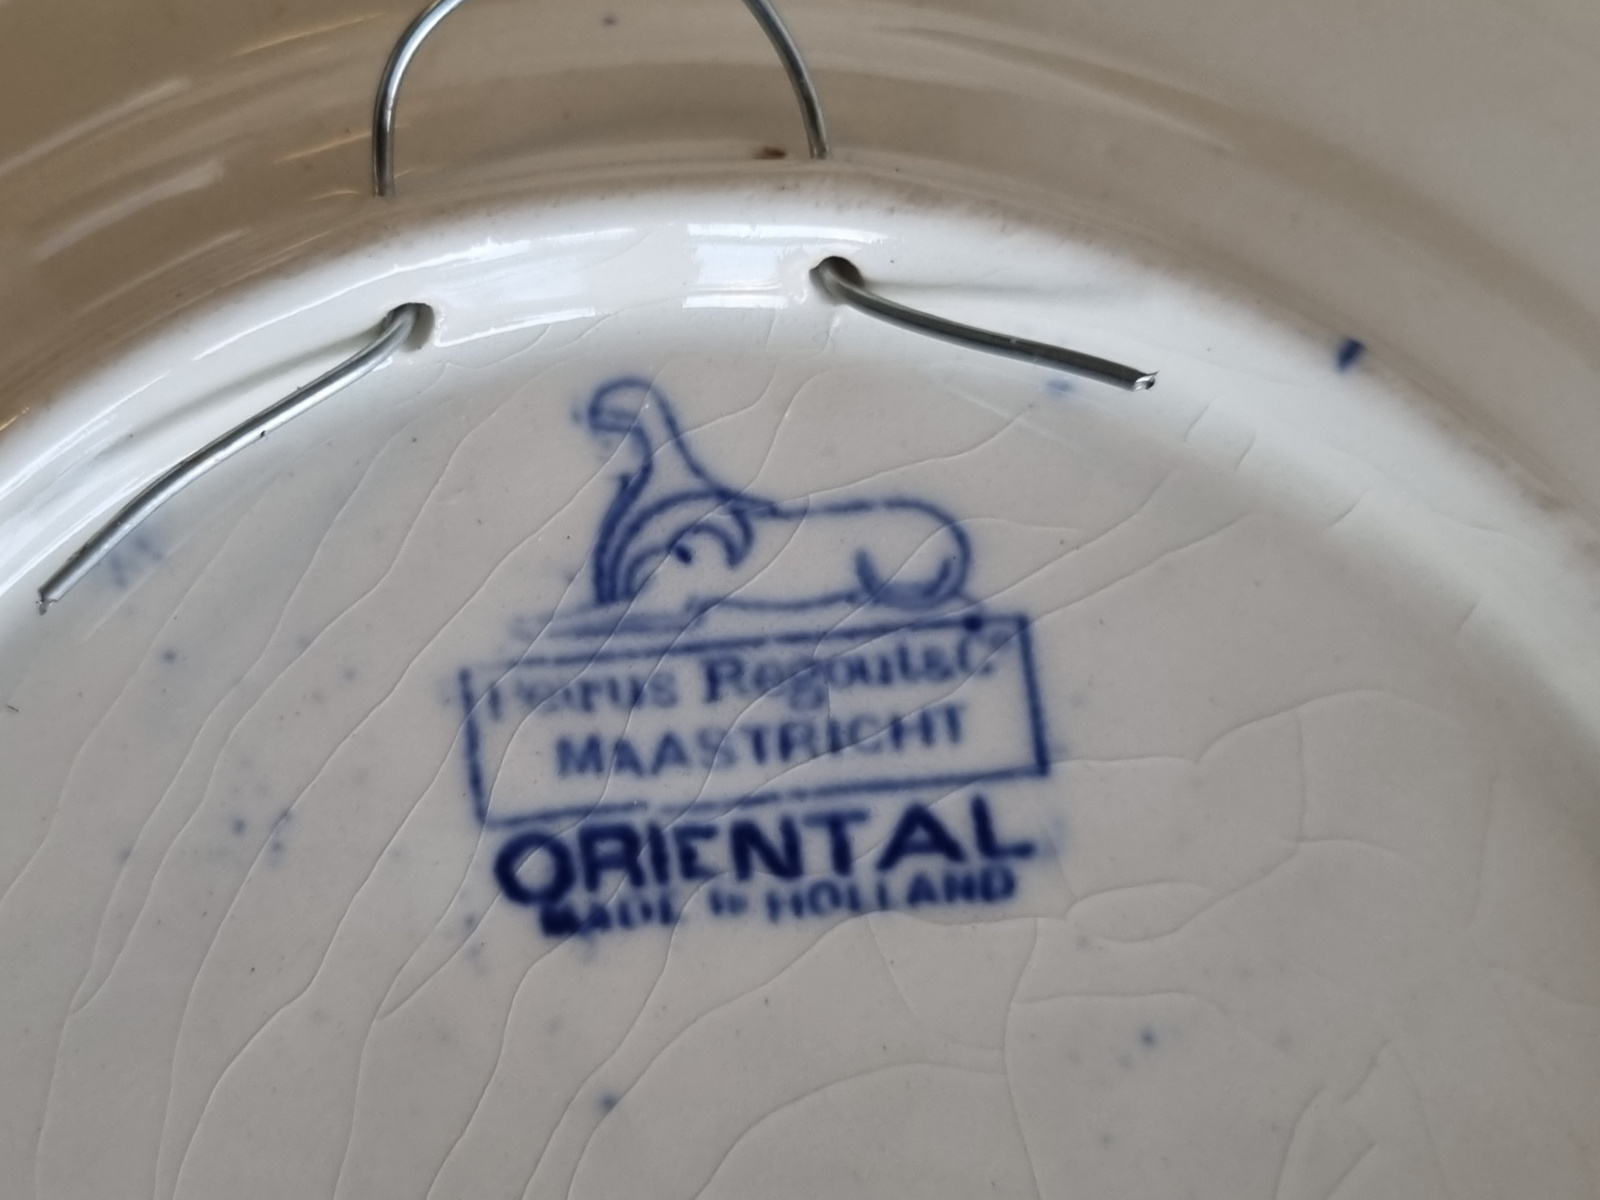 Petrus Regout & Co
MAASTRICHT
ORIENTAL
MADE IN HOLLAND